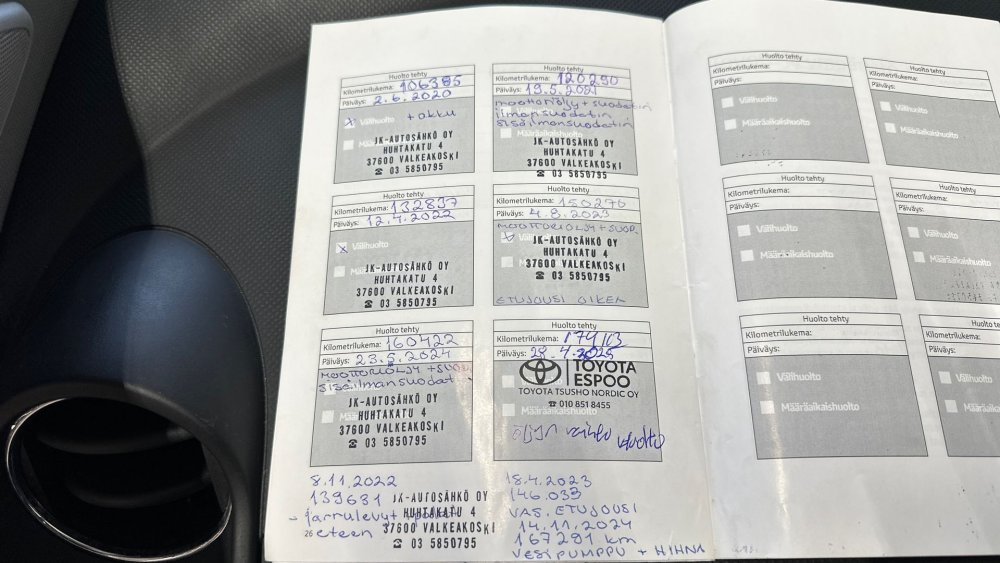 Huolto tehty
Kilometrilukema: 106395
Päiväys: 2.6.2020
+ akku
Välihuolto
JK-AUTOSÄHKÖ OY
HUHTAKATU 4
37600 VALKEAKOSKI
☎ 03 5850795
Huolto tehty
Kilometrilukema: 120290
Päiväys: 19.5.2021
moottoriöljy + suodatin
ilmansuodatin
sisäilmansuodatin
JK-AUTOSÄHKÖ OY
HUHTAKATU 4
37600 VALKEAKOSKI
☎ 03 5850795
Huolto tehty
Kilometrilukema: 132837
Päiväys: 12.4.2022
Välihuolto
JK-AUTOSÄHKÖ OY
HUHTAKATU 4
37600 VALKEAKOSKI
☎ 03 5850795
Huolto tehty
Kilometrilukema: 150270
Päiväys: 4.8.2023
MOOTTORIÖLJY + SUOD.
JK-AUTOSÄHKÖ OY
HUHTAKATU 4
37600 VALKEAKOSKI
☎ 03 5850795
ETUJOUSI OIKEA
Huolto tehty
Kilometrilukema: 160422
Päiväys: 23.5.2024
MOOTTORIÖLJY + SUOD.
sisäilmansuodat
JK-AUTOSÄHKÖ OY
HUHTAKATU 4
37600 VALKEAKOSKI
☎ 03 5850795
Huolto tehty
Kilometrilukema:
Päiväys: 28.4.2025
TOYOTA
ESPOO
TOYOTA TSUSHO NORDIC OY
☎ 010 851 8455
öljyn vaihto huolto
8.11.2022
139631 JK-AUTOSÄHKÖ OY
- jarrulevyt HUHTAKATU 4
eteen 37600 VALKEAKOSKI
☎ 03 5850795
26
18.4.2023
146.033
VAS. ETUJOUSI
14.11.2024
167281 km
VESIPUMPPU + HIHNA
Huolto tehty
Kilometrilukema:
Päiväys:
Välihuolto
Määräaikaishuolto
Huolto tehty
Kilometrilukema:
Päiväys:
Välihuolto
Määräaikaishuolto
Huolto tehty
Kilometrilukema:
Päiväys:
Välihuolto
Määräaikaishuolto
Huolto tehty
Kilometrilukema:
Päiväys:
Välihuolto
Määräaikaishuolto
Huolto tehty
Kilometrilukema:
Päiväys:
Välihuolto
Määräaikaishuolto
Huolto tehty
Kilometrilukema:
Päiväys:
Välihuolto
Määräaikaishuolto